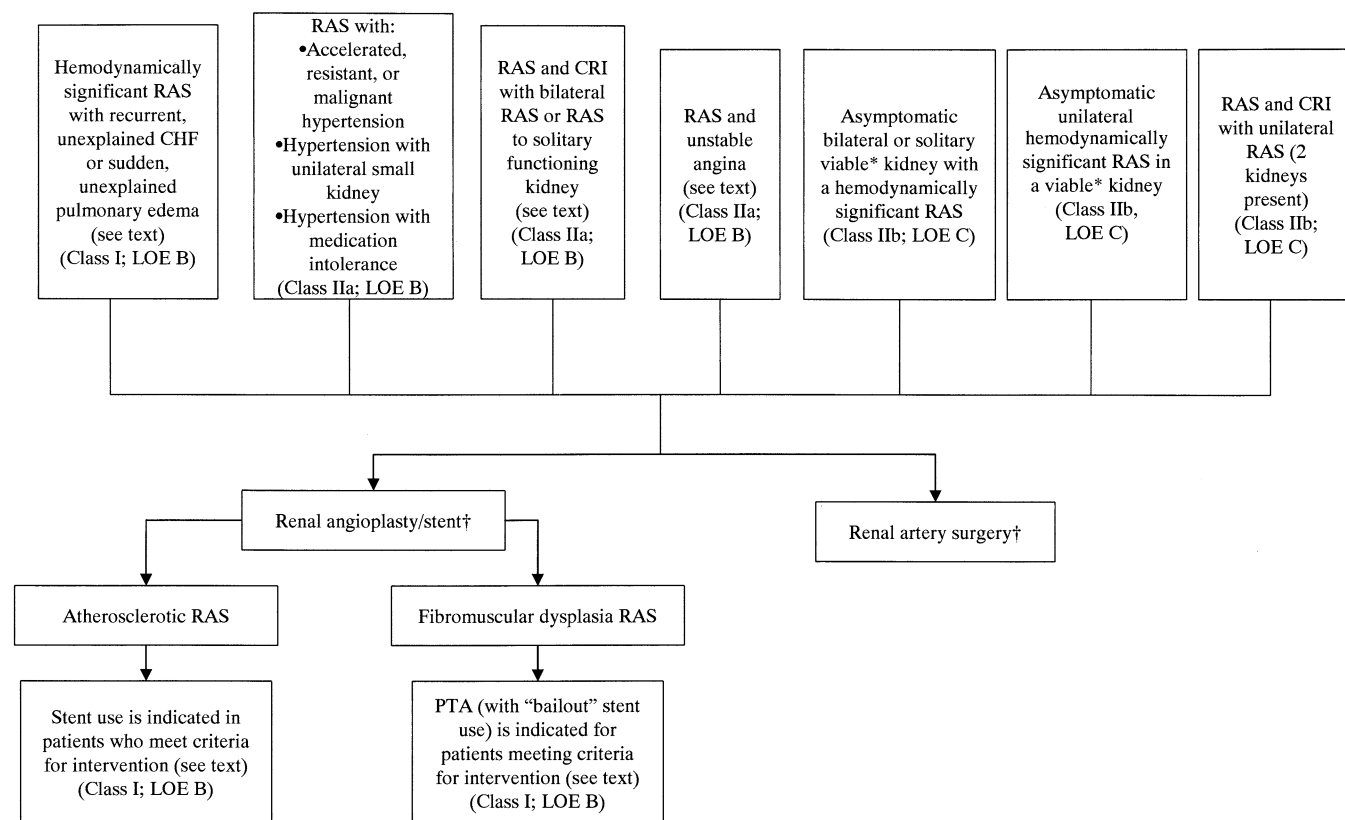 Hemodynamically
significant RAS
with recurrent,
unexplained CHF
or sudden,
unexplained
pulmonary edema
(see text)
(Class I; LOE B)
RAS with:
•Accelerated,
resistant, or
malignant
hypertension
•Hypertension with
unilateral small
kidney
•Hypertension with
medication
intolerance
(Class IIa; LOE B)
RAS and CRI
with bilateral
RAS or RAS
to solitary
functioning
kidney
(see text)
(Class IIa;
LOE B)
RAS and
unstable
angina
(see text)
(Class IIa;
LOE B)
Asymptomatic
bilateral or solitary
viable* kidney with
a hemodynamically
significant RAS
(Class IIb; LOE C)
Asymptomatic
unilateral
hemodynamically
significant RAS in
a viable* kidney
(Class IIb,
LOE C)
RAS and CRI
with unilateral
RAS (2
kidneys
present)
(Class IIb;
LOE C)
Renal angioplasty/stent†
Renal artery surgery†
Atherosclerotic RAS
Fibromuscular dysplasia RAS
Stent use is indicated in
patients who meet criteria
for intervention (see text)
(Class I; LOE B)
PTA (with “bailout” stent
use) is indicated for
patients meeting criteria
for intervention (see text)
(Class I; LOE B)